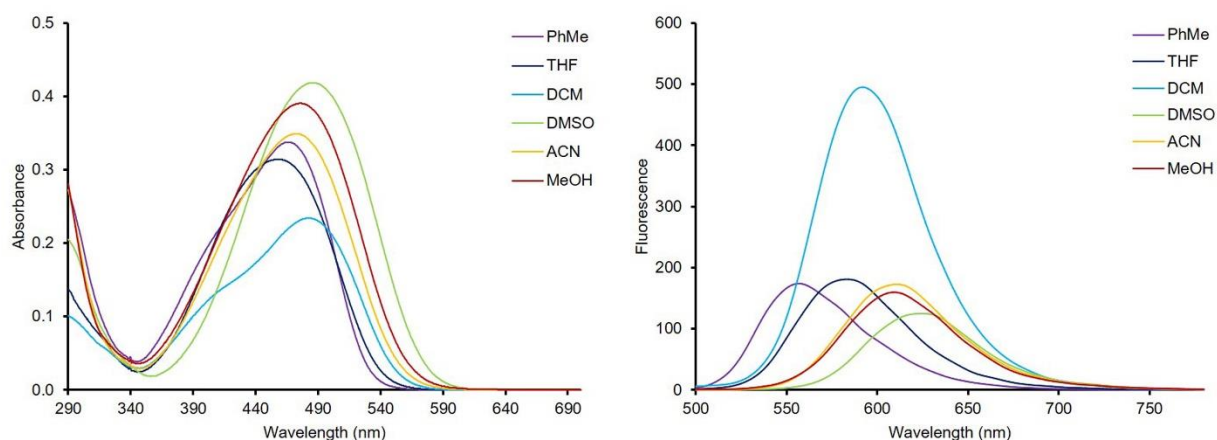 0.5
0.4
0.3
0.2
0.1
0.0
Absorbance
290 340 390 440 490 540 590 640 690
Wavelength (nm)
PhMe
THF
DCM
DMSO
ACN
MeOH
600
500
400
300
200
100
0
Fluorescence
500 550 600 650 700 750
Wavelength (nm)
PhMe
THF
DCM
DMSO
ACN
MeOH